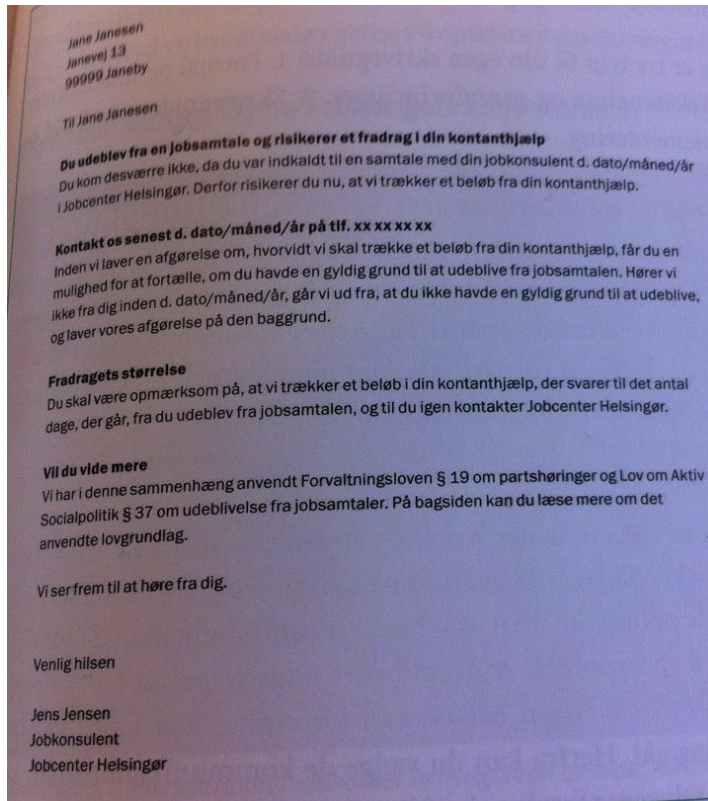 Jane Janesen
Janevej 13
99999 Janeby
Til Jane Janesen
Du udeblev fra en jobsamtale og risikerer et fradrag i din kontanthjælp
Du kom desværre ikke, da du var indkaldt til en samtale med din jobkonsulent d. dato/måned/år
i Jobcenter Helsingør. Derfor risikerer du nu, at vi trækker et beløb fra din kontanthjælp.
Kontakt os senest d. dato/måned/år på tlf. xx xx xx xx
Inden vi laver en afgørelse om, hvorvidt vi skal trække et beløb fra din kontanthjælp, får du en
mulighed for at fortælle, om du havde en gyldig grund til at udeblive fra jobsamtalen. Hører vi
ikke fra dig inden d. dato/måned/år, går vi ud fra, at du ikke havde en gyldig grund til at udeblive,
og laver vores afgørelse på den baggrund.
Fradragets størrelse
Du skal være opmærksom på, at vi trækker et beløb i din kontanthjælp, der svarer til det antal
dage, der går, fra du udeblev fra jobsamtalen, og til du igen kontakter Jobcenter Helsingør.
Vil du vide mere
Vi har i denne sammenhæng anvendt Forvaltningsloven § 19 om partshøringer og Lov om Aktiv
Socialpolitik § 37 om udeblivelse fra jobsamtaler. På bagsiden kan du læse mere om det
anvendte lovgrundlag.
Vi ser frem til at høre fra dig.
Venlig hilsen
Jens Jensen
Jobkonsulent
Jobcenter Helsingør